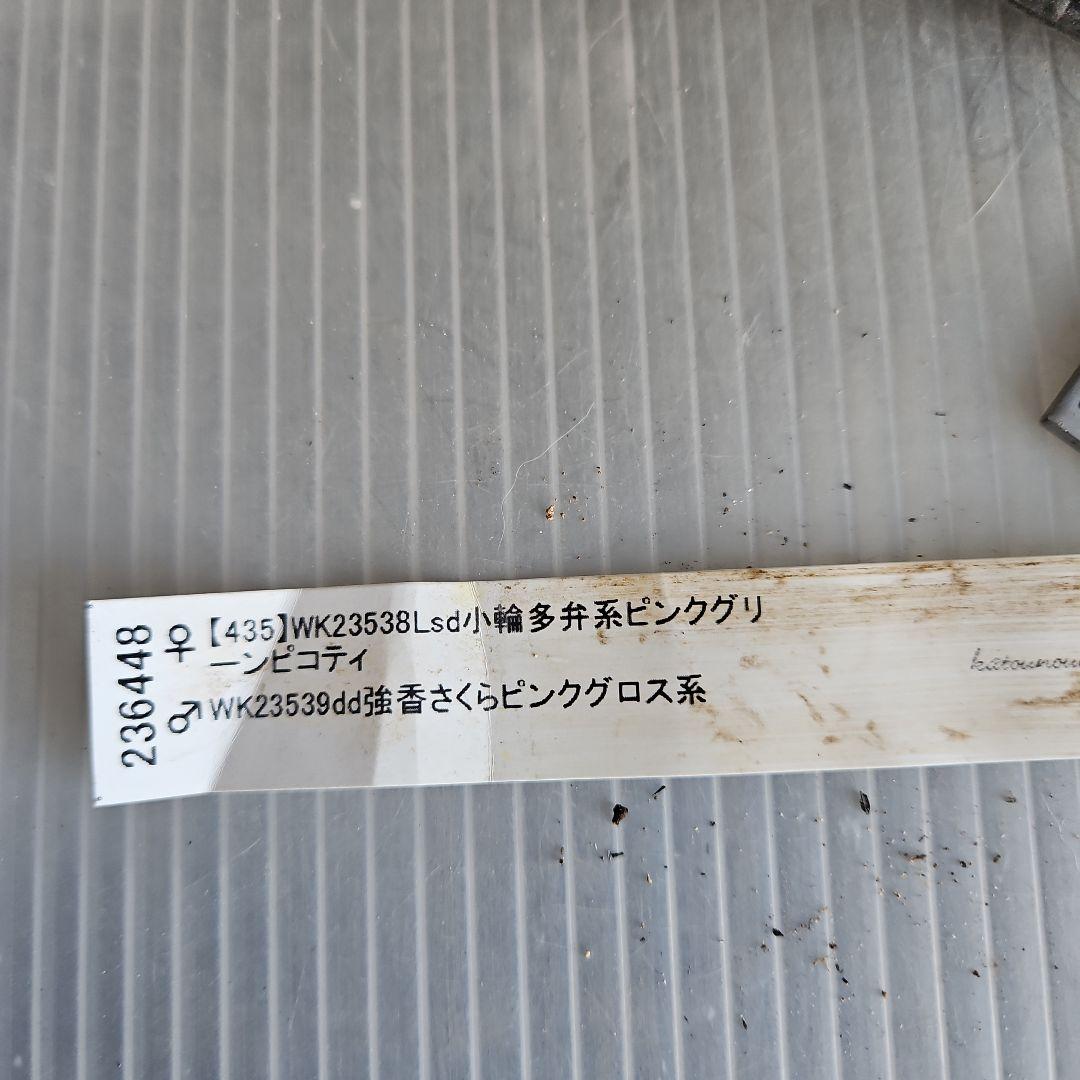 236448
♀【435】WK23538Lsd小輪多弁系ピンクグリ
ーンピコティ
♂WK23539dd強香さくらピンクグロス系